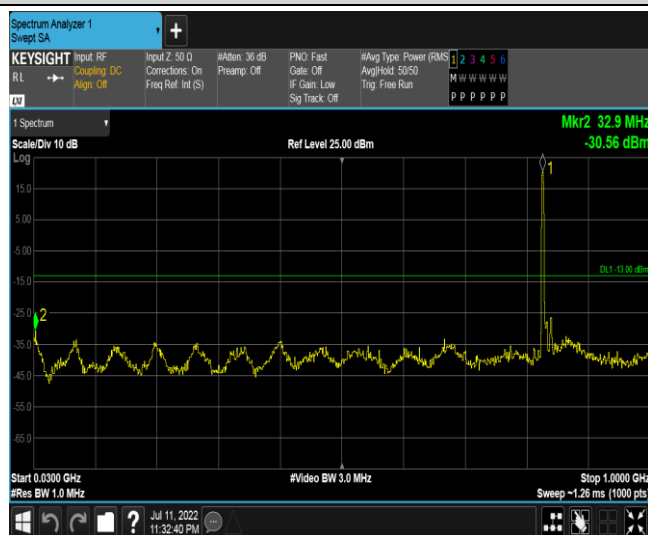 Spectrum Analyzer 1
Swept SA
+
KEYSIGHT
RL
LXI
Input: RF
Coupling: DC
Align: Off
Input Z: 50 Ω
Corrections: On
Freq Ref: Int (S)
#Atten: 36 dB
Preamp: Off
PNO: Fast
Gate: Off
IF Gain: Low
Sig Track: Off
#Avg Type: Power (RMS
Avg|Hold: 50/50
Trig: Free Run
1 2 3 4 5 6
M W W W W W
P P P P P P
1 Spectrum
Mkr2 32.9 MHz
Scale/Div 10 dB
Ref Level 25.00 dBm
-30.56 dBm
Log
1
15.0
5.00
-5.00
DL1 -13.00 dBm
-15.0
-25.0
2
-35.0
-45.0
-55.0
-65.0
Start 0.0300 GHz
#Video BW 3.0 MHz
Stop 1.0000 GHz
#Res BW 1.0 MHz
Sweep ~1.26 ms (1000 pts)
?
Jul 11, 2022
11:32:40 PM